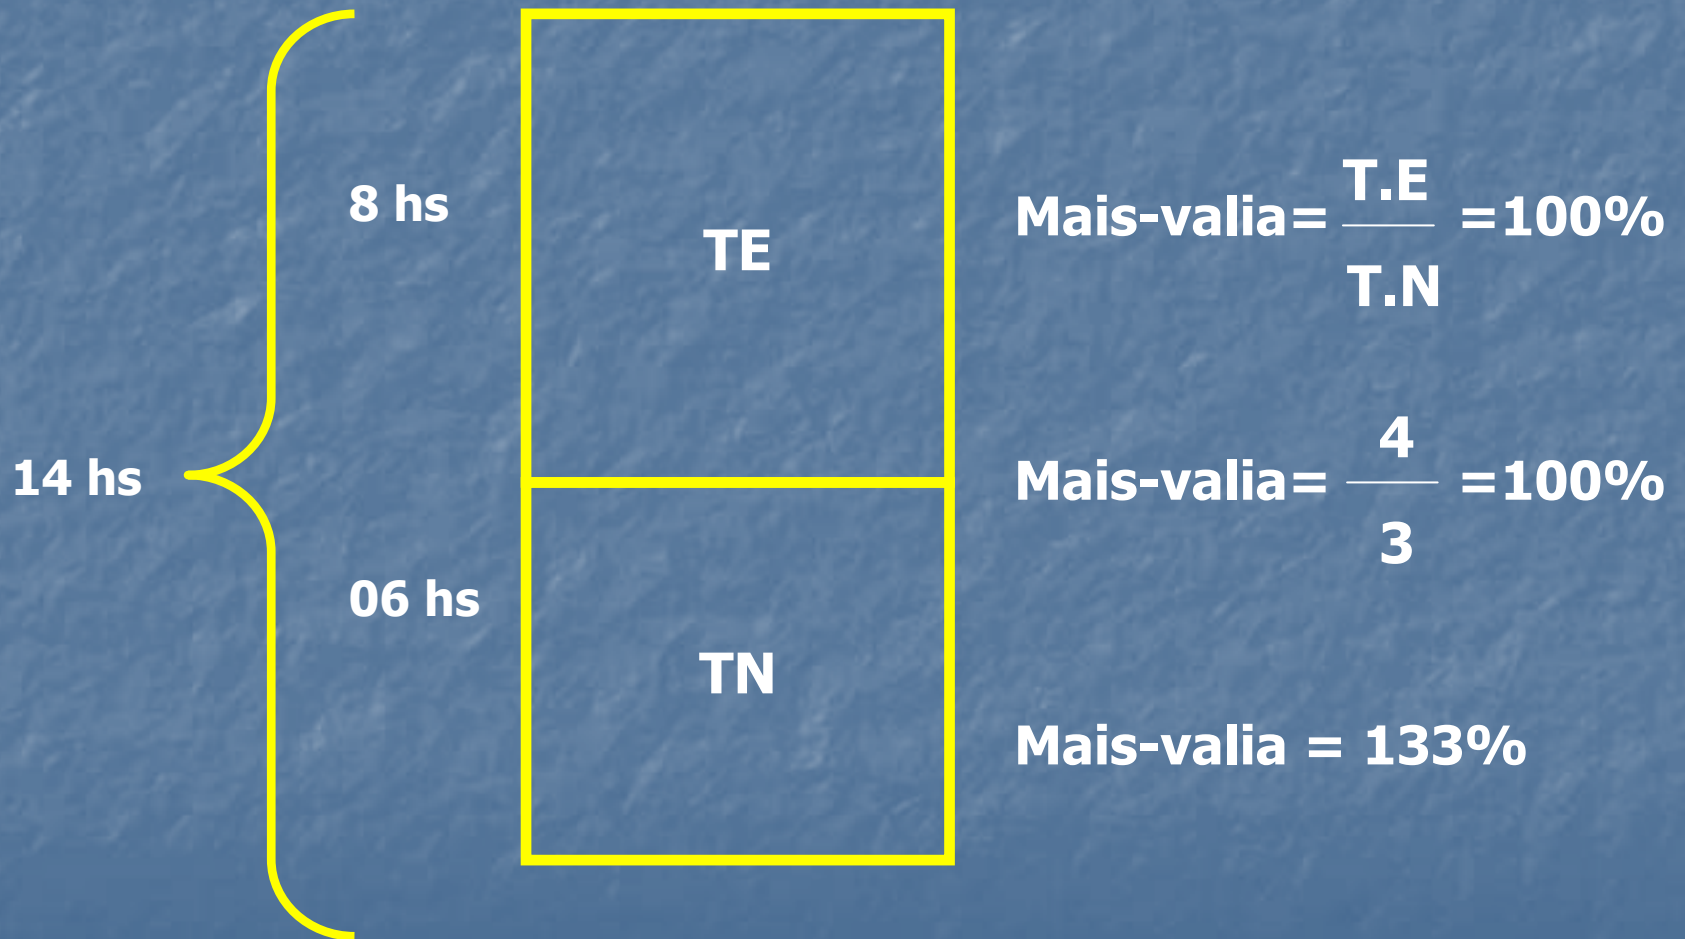 14 hs
8 hs
06 hs
TE
TN
Mais-valia= T.E =100%
T.N
Mais-valia= 4 =100%
3
Mais-valia = 133%